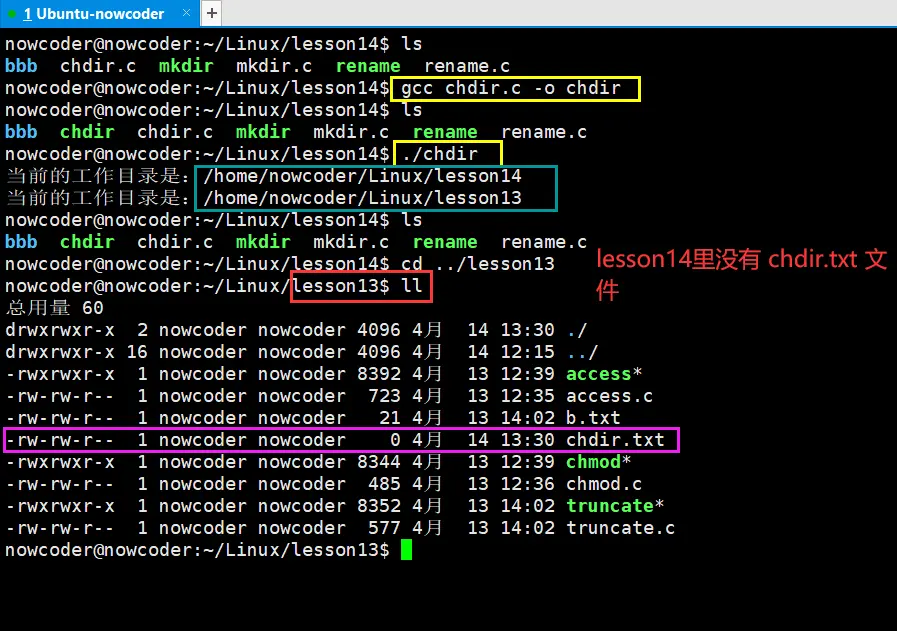 1 Ubuntu-nowcoder × +
nowcoder@nowcoder:~/Linux/lesson14$ ls
bbb chdir.c mkdir mkdir.c rename rename.c
nowcoder@nowcoder:~/Linux/lesson14$ gcc chdir.c -o chdir
nowcoder@nowcoder:~/Linux/lesson14$ ls
bbb chdir chdir.c mkdir mkdir.c rename rename.c
nowcoder@nowcoder:~/Linux/lesson14$ ./chdir
当前的工作目录是：/home/nowcoder/Linux/lesson14
当前的工作目录是：/home/nowcoder/Linux/lesson13
nowcoder@nowcoder:~/Linux/lesson14$ ls
bbb chdir chdir.c mkdir mkdir.c rename rename.c
nowcoder@nowcoder:~/Linux/lesson14$ cd ../lesson13
lesson14里没有 chdir.txt 文
件
nowcoder@nowcoder:~/Linux/lesson13$ ll
总用量 60
drwxrwxr-x 2 nowcoder nowcoder 4096 4月 14 13:30 ./
drwxrwxr-x 16 nowcoder nowcoder 4096 4月 14 12:15 ../
-rwxrwxr-x 1 nowcoder nowcoder 8392 4月 13 12:39 access*
-rw-rw-r-- 1 nowcoder nowcoder 723 4月 13 12:35 access.c
-rw-rw-r-- 1 nowcoder nowcoder 21 4月 13 14:02 b.txt
-rw-rw-r-- 1 nowcoder nowcoder 0 4月 14 13:30 chdir.txt
-rwxrwxr-x 1 nowcoder nowcoder 8344 4月 13 12:39 chmod*
-rw-rw-r-- 1 nowcoder nowcoder 485 4月 13 12:36 chmod.c
-rwxrwxr-x 1 nowcoder nowcoder 8352 4月 13 14:02 truncate*
-rw-rw-r-- 1 nowcoder nowcoder 577 4月 13 14:02 truncate.c
nowcoder@nowcoder:~/Linux/lesson13$